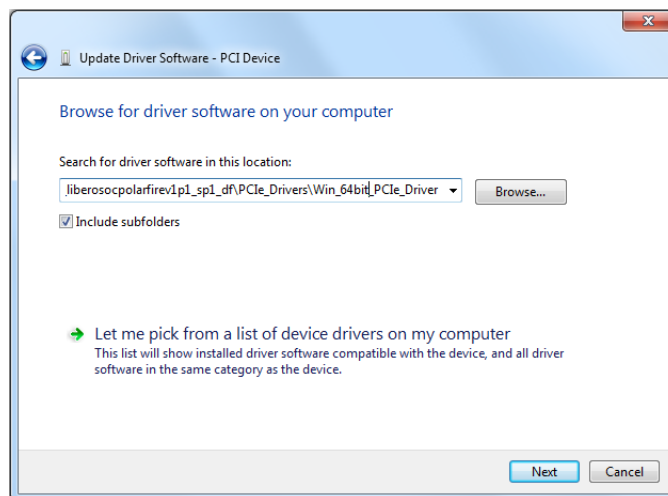 Update Driver Software - PCI Device
Browse for driver software on your computer
Search for driver software in this location:
_liberosocpolarfirev1p1_sp1_df\PCIe_Drivers\Win_64bit_PCIe_Driver
Browse...
Include subfolders
Let me pick from a list of device drivers on my computer
This list will show installed driver software compatible with the device, and all driver
software in the same category as the device.
Next
Cancel